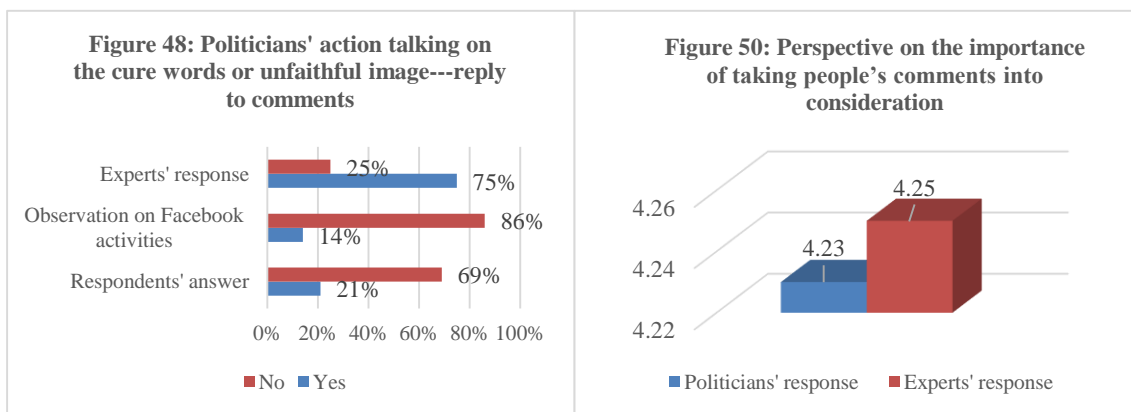 Figure 48: Politicians' action talking on
the cure words or unfaithful image---reply
to comments
Experts' response
25%
75%
Observation on Facebook
activities
86%
14%
Respondents' answer
69%
21%
0% 20% 40% 60% 80% 100%
No Yes
Figure 50: Perspective on the importance
of taking people’s comments into
consideration
4.26
4.24
4.22
4.23
4.25
Politicians' response Experts' response